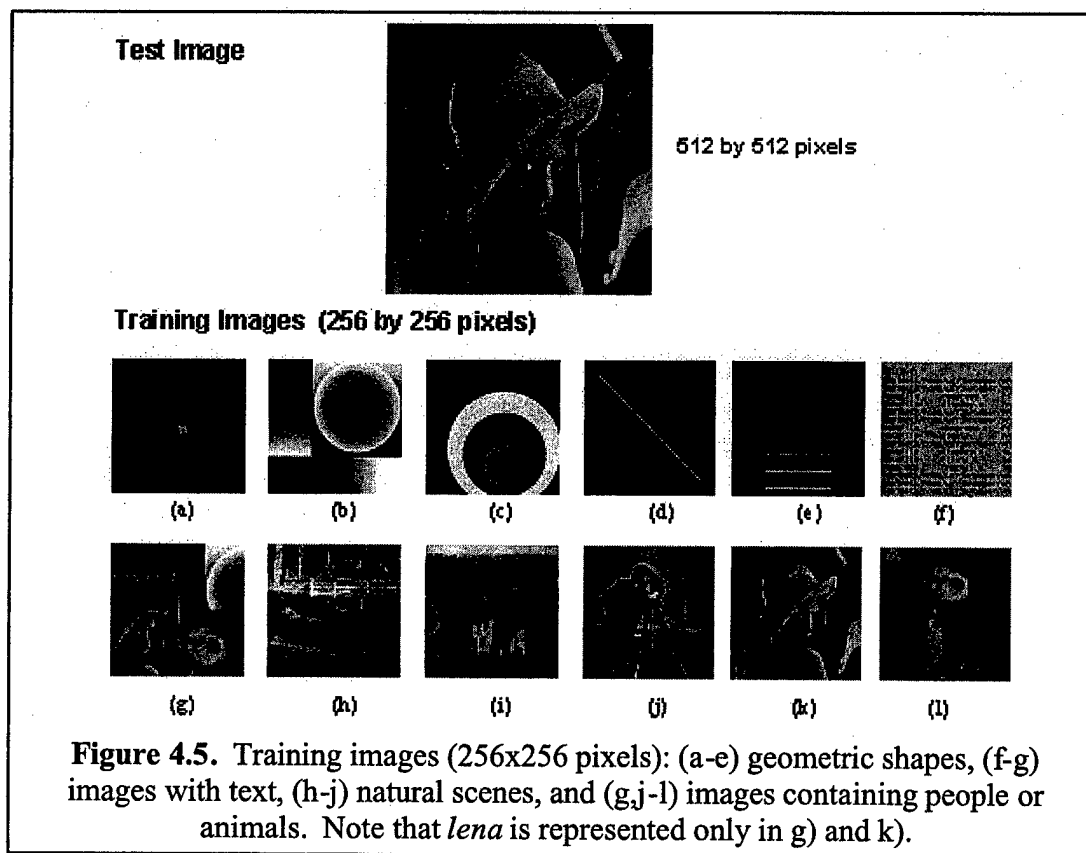 Test Image
512 by 512 pixels
Training Images (256 by 256 pixels)
(a) (b) (c) (d) (e) (f)
(g) (h) (i) (j) (k) (l)
Figure 4.5. Training images (256x256 pixels): (a-e) geometric shapes, (f-g)
images with text, (h-j) natural scenes, and (g,j-l) images containing people or
animals. Note that lena is represented only in g) and k).